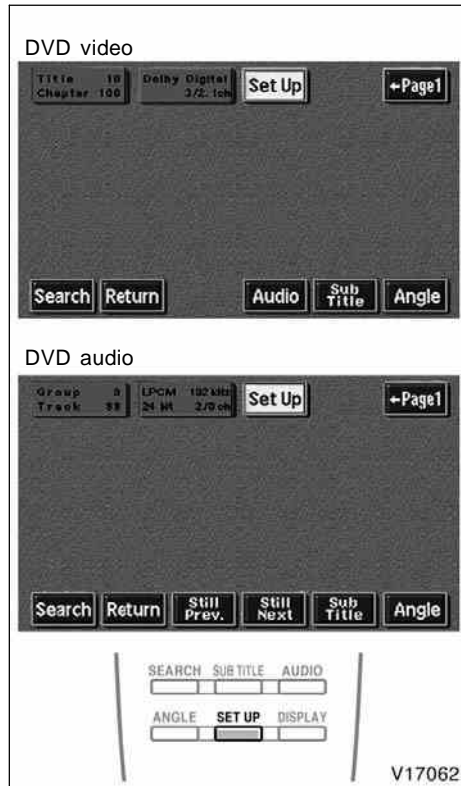 DVD video
Title 10 Dolby Digital Set Up ←Page1
Chapter 100 3/2. 1ch
Search Return Audio Sub Title Angle
DVD audio
Group 9 LPCM 192 kHz Set Up ←Page1
Track 99 24 bit 2/0 ch
Search Return Still Prev. Still Next Sub Title Angle
SEARCH SUB TITLE AUDIO
ANGLE SET UP DISPLAY
V17062